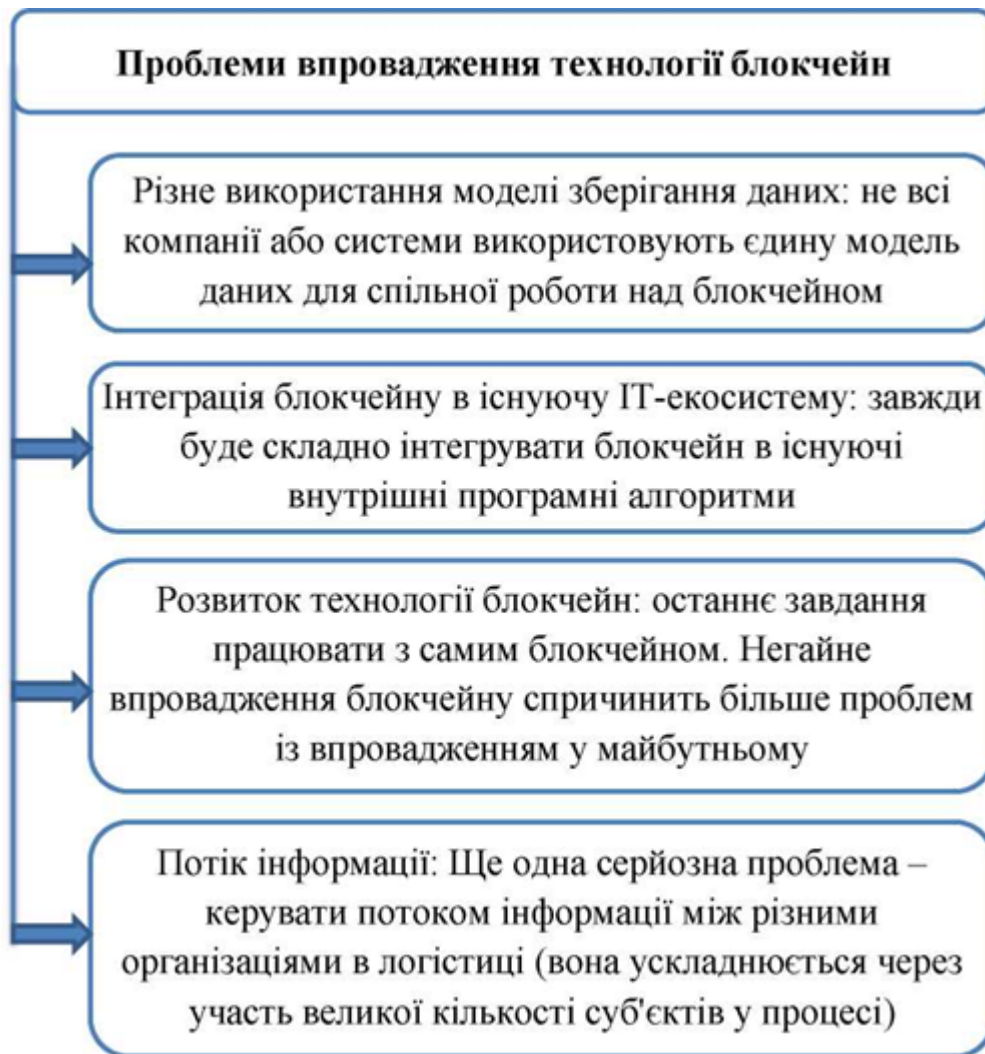 Проблеми впровадження технології блокчейн
Різне використання моделі зберігання даних: не всі
компанії або системи використовують єдину модель
даних для спільної роботи над блокчейном
Інтеграція блокчейну в існуючу ІТ-екосистему: завжди
буде складно інтегрувати блокчейн в існуючі
внутрішні програмні алгоритми
Розвиток технології блокчейн: останнє завдання
працювати з самим блокчейном. Негайне
впровадження блокчейну спричинить більше проблем
із впровадженням у майбутньому
Потік інформації: Ще одна серйозна проблема –
керувати потоком інформації між різними
організаціями в логістиці (вона ускладнюється через
участь великої кількості суб'єктів у процесі)